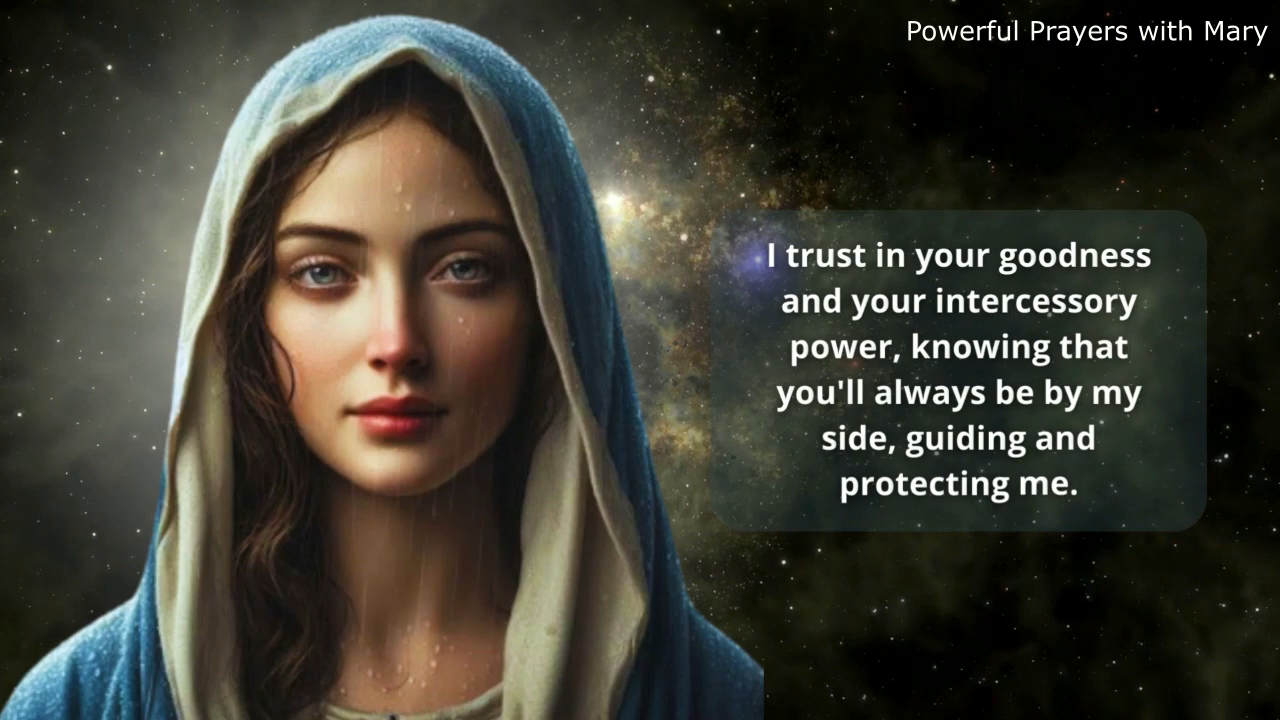 Powerful Prayers with Mary
I trust in your goodness
and your intercessory
power, knowing that
you'll always be by my
side, guiding and
protecting me.